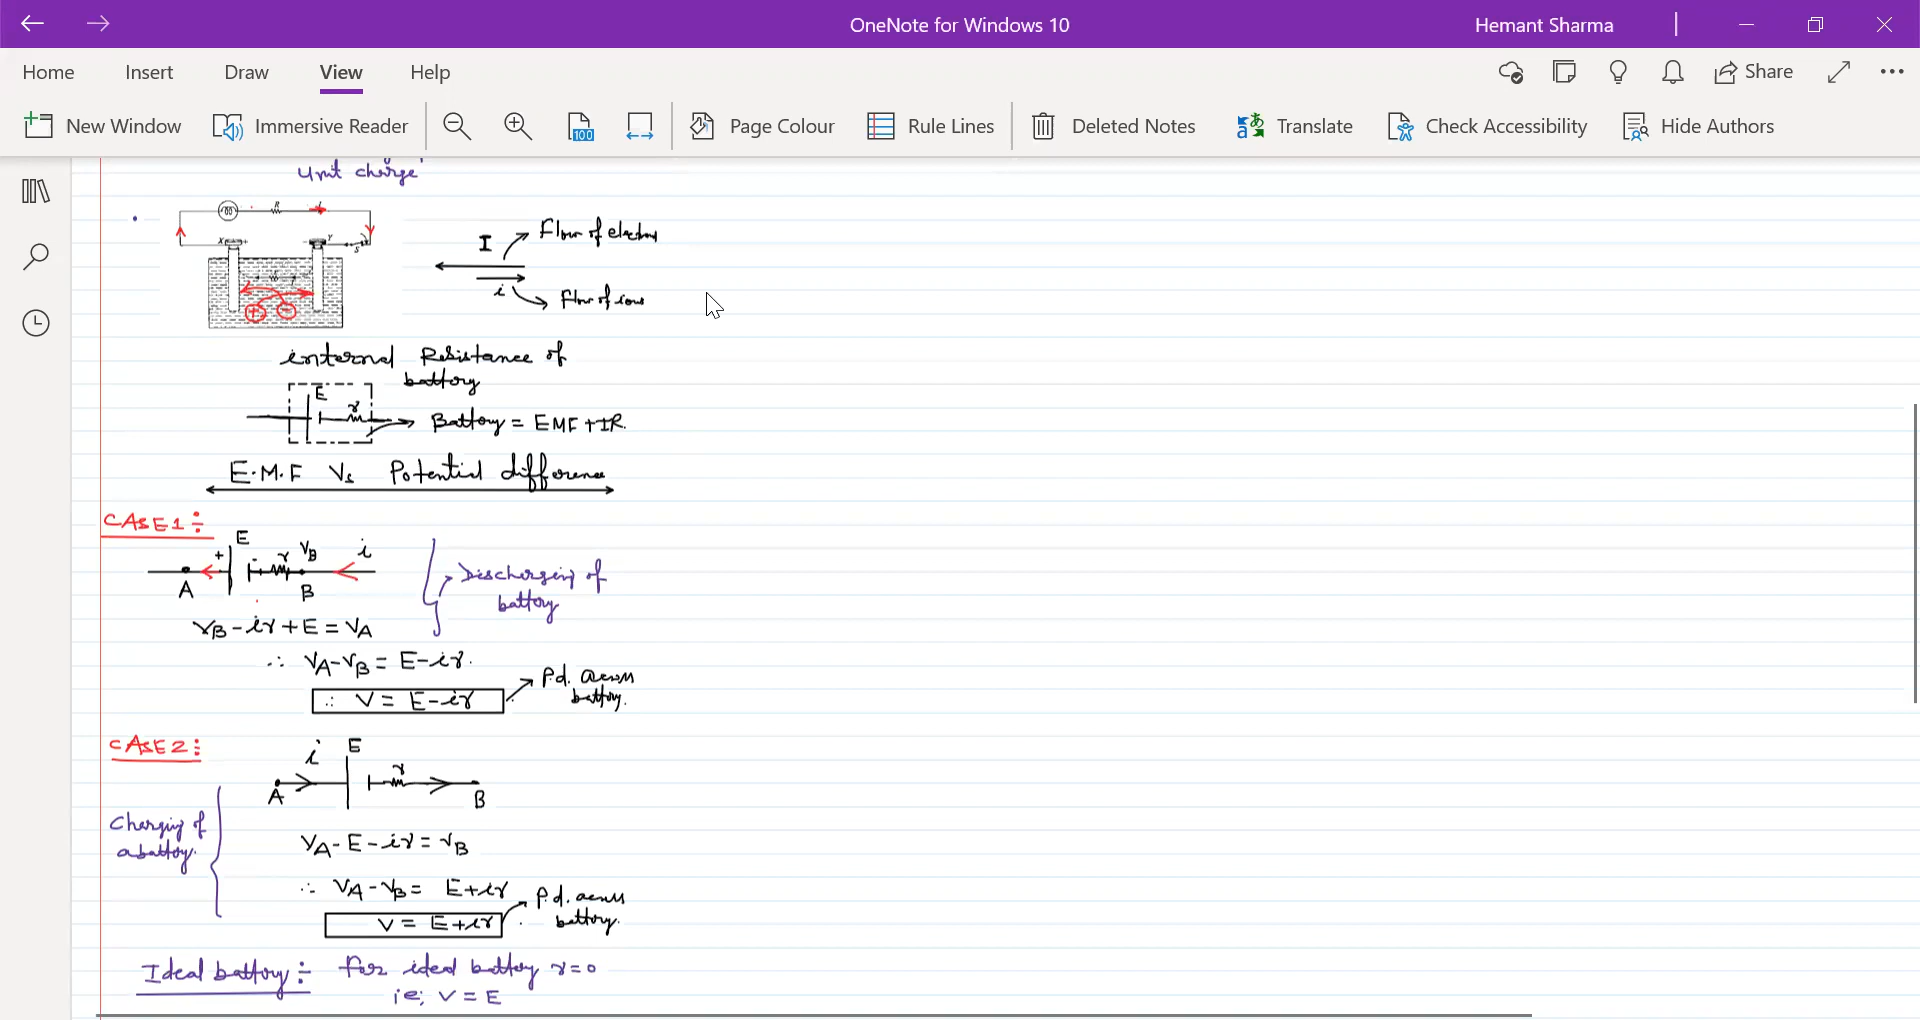 OneNote for Windows 10
Hemant Sharma
Home Insert Draw View Help
Share
New Window Immersive Reader 100 Page Colour Rule Lines Deleted Notes Translate Check Accessibility Hide Authors
Unit charge
R
X + - Y
S
I Flow of electrons
i Flow of ions
+ -
internal Resistance of
battery
E r
Battery = EMF + IR.
E.M.F Vs Potential difference
CASE 1 :-
+ E - r VB i
A B
Discharging of
battery
VB - ir + E = VA
∴ VA - VB = E - ir.
∴ V = E - ir
P.d. across
battery.
CASE 2 :
i E r
A B
Charging of
a battery.
VA - E - ir = VB
∴ VA - VB = E + ir
V = E + ir
P.d. across
battery.
Ideal battery :- for ideal battery r = 0
ie; V = E